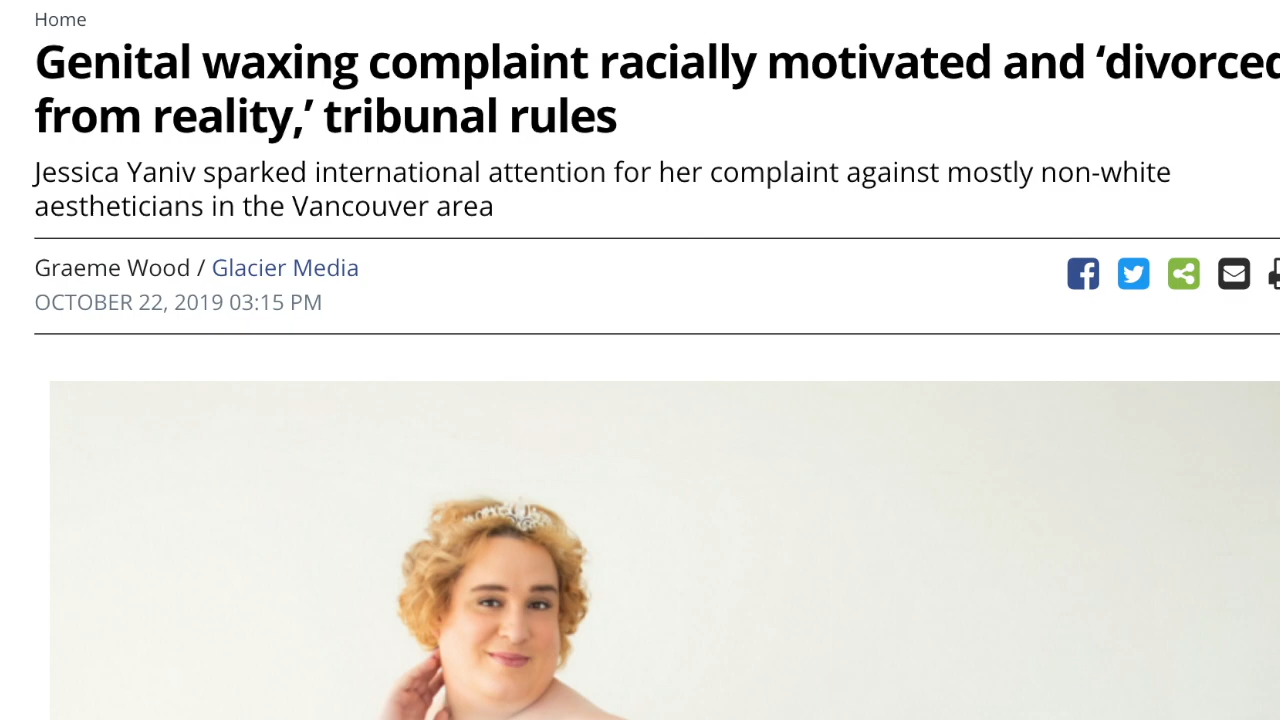 Home
Genital waxing complaint racially motivated and ‘divorced
from reality,’ tribunal rules
Jessica Yaniv sparked international attention for her complaint against mostly non-white
aestheticians in the Vancouver area
Graeme Wood / Glacier Media
OCTOBER 22, 2019 03:15 PM